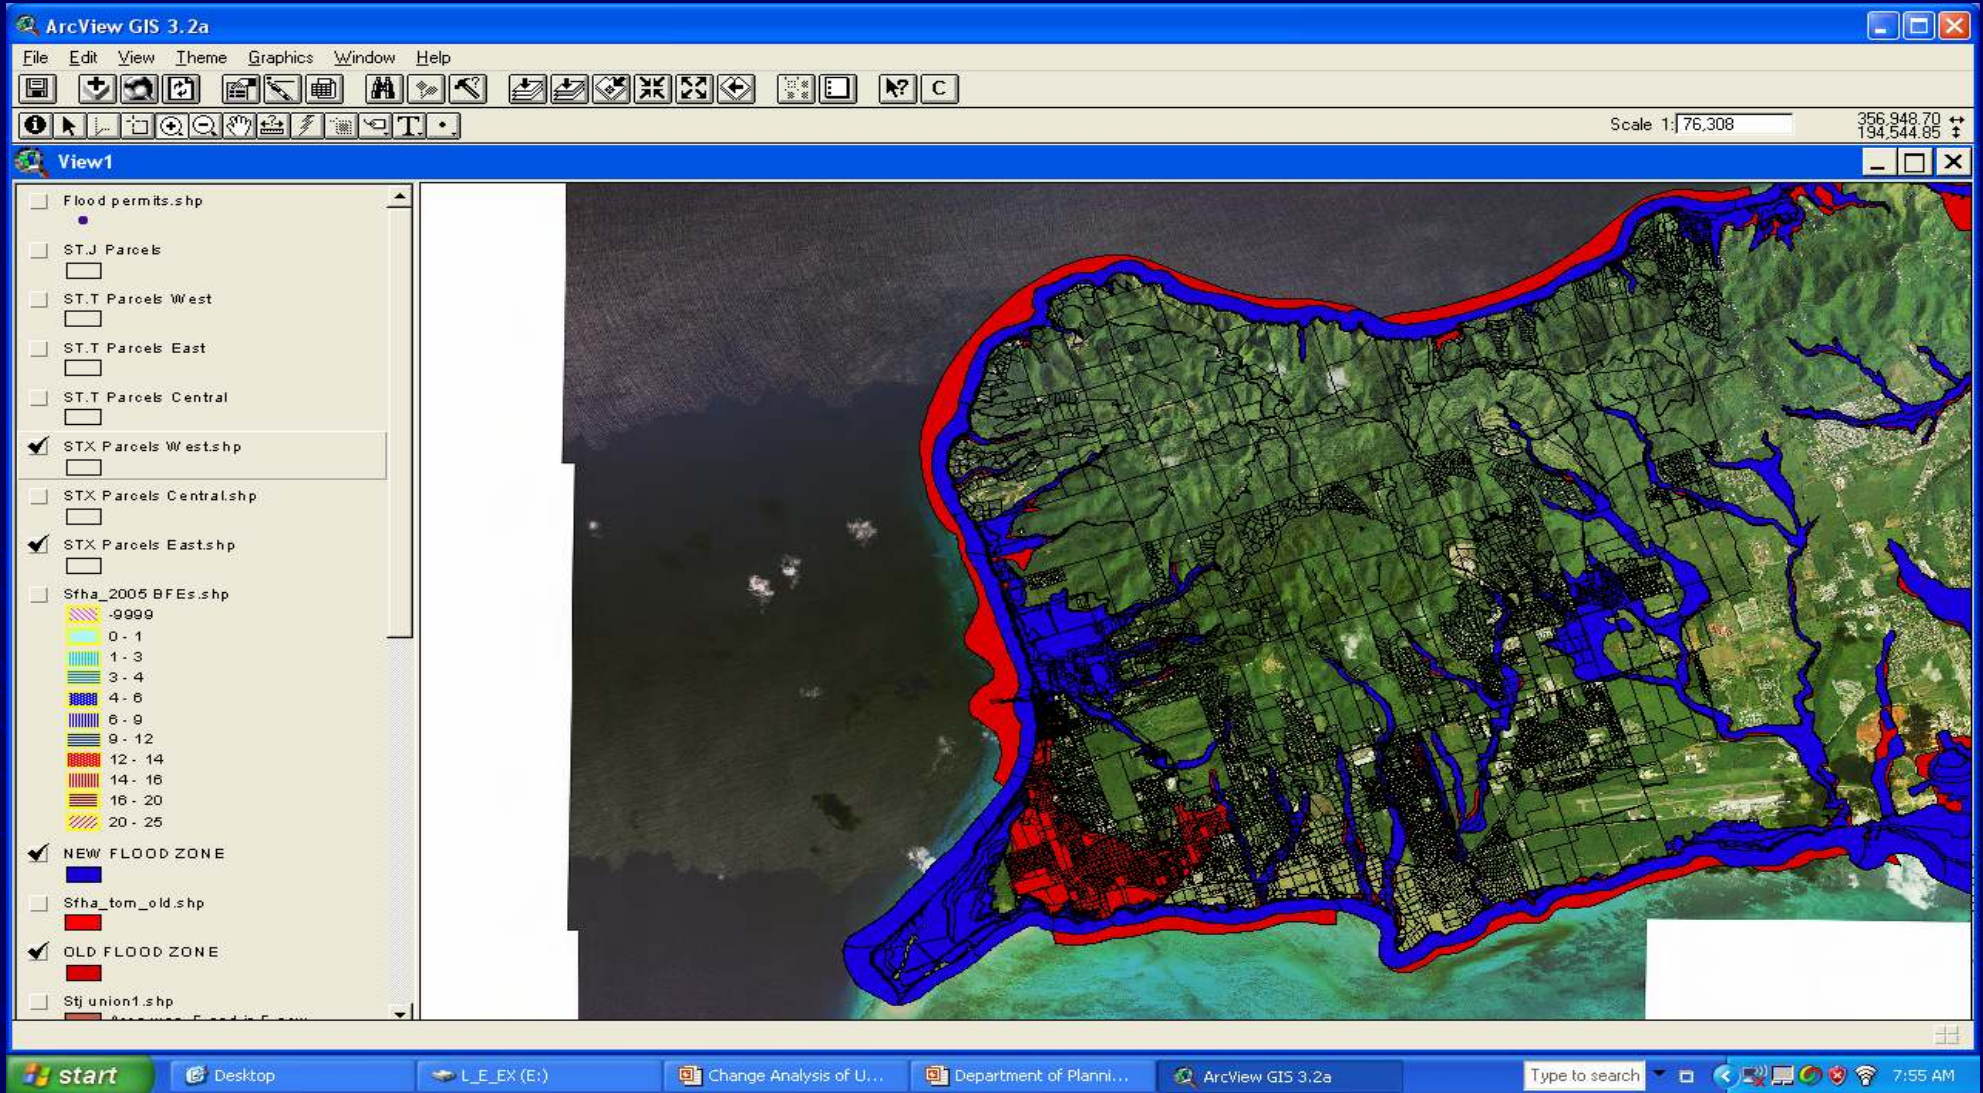 ArcView GIS 3.2a
File Edit View Theme Graphics Window Help
C
T
Scale 1: 76,308
356,948.70
194,544.85
View1
Flood permits.shp
ST.J Parcels
ST.T Parcels West
ST.T Parcels East
ST.T Parcels Central
STX Parcels West.shp
STX Parcels Central.shp
STX Parcels East.shp
Sfha_2005 BFEs.shp
-9999
0 - 1
1 - 3
3 - 4
4 - 6
6 - 9
9 - 12
12 - 14
14 - 16
16 - 20
20 - 25
NEW FLOOD ZONE
Sfha_tom_old.shp
OLD FLOOD ZONE
Stj union1.shp
start Desktop L_E_EX (E:) Change Analysis of U... Department of Planni... ArcView GIS 3.2a Type to search 7:55 AM